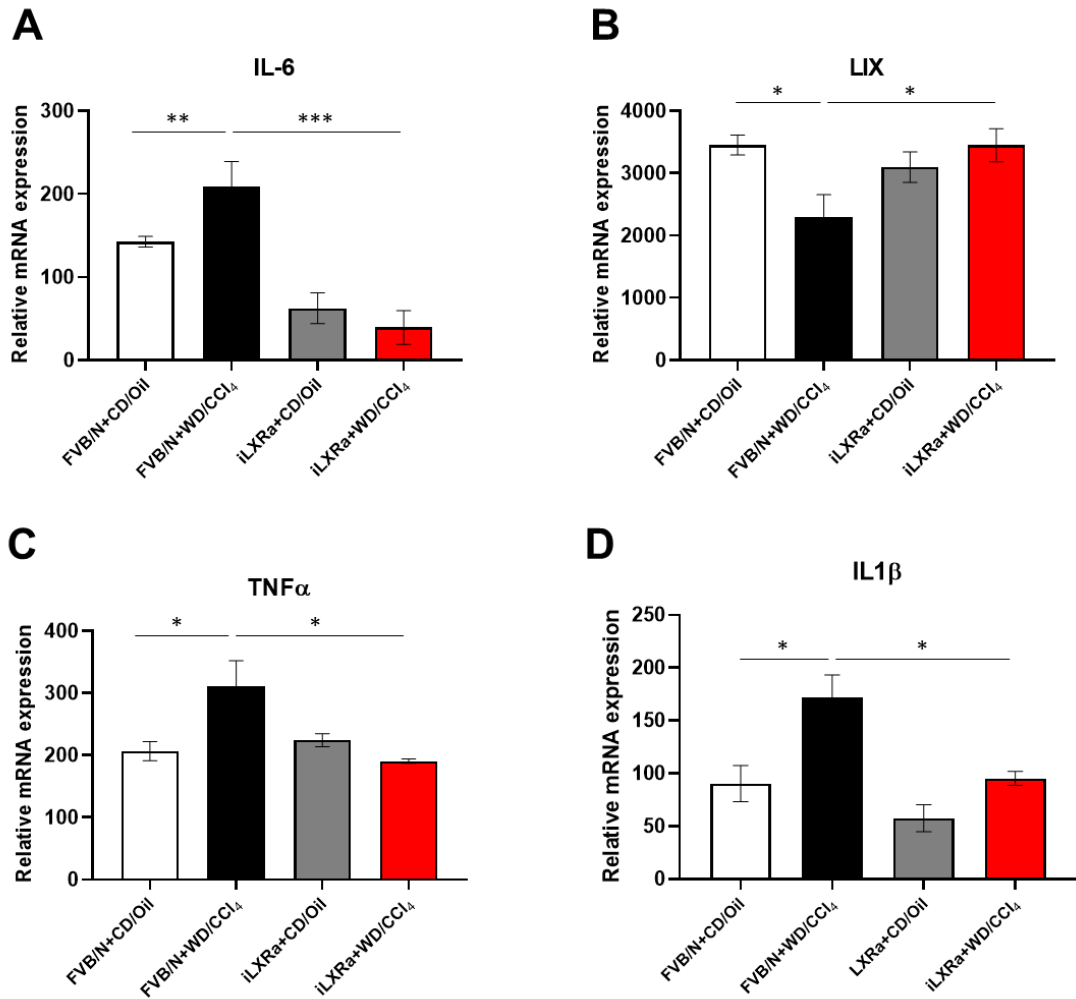 A
IL-6
Relative mRNA expression
300
200
100
0
**
***
FVB/N+CD/Oil
FVB/N+WD/CCl₄
iLXRa+CD/Oil
iLXRa+WD/CCl₄
B
LIX
Relative mRNA expression
4000
3000
2000
1000
0
*
*
FVB/N+CD/Oil
FVB/N+WD/CCl₄
iLXRa+CD/Oil
iLXRa+WD/CCl₄
C
TNFα
Relative mRNA expression
400
300
200
100
0
*
*
FVB/N+CD/Oil
FVB/N+WD/CCl₄
iLXRa+CD/Oil
iLXRa+WD/CCl₄
D
IL1β
Relative mRNA expression
250
200
150
100
50
0
*
*
FVB/N+CD/Oil
FVB/N+WD/CCl₄
LXRa+CD/Oil
iLXRa+WD/CCl₄